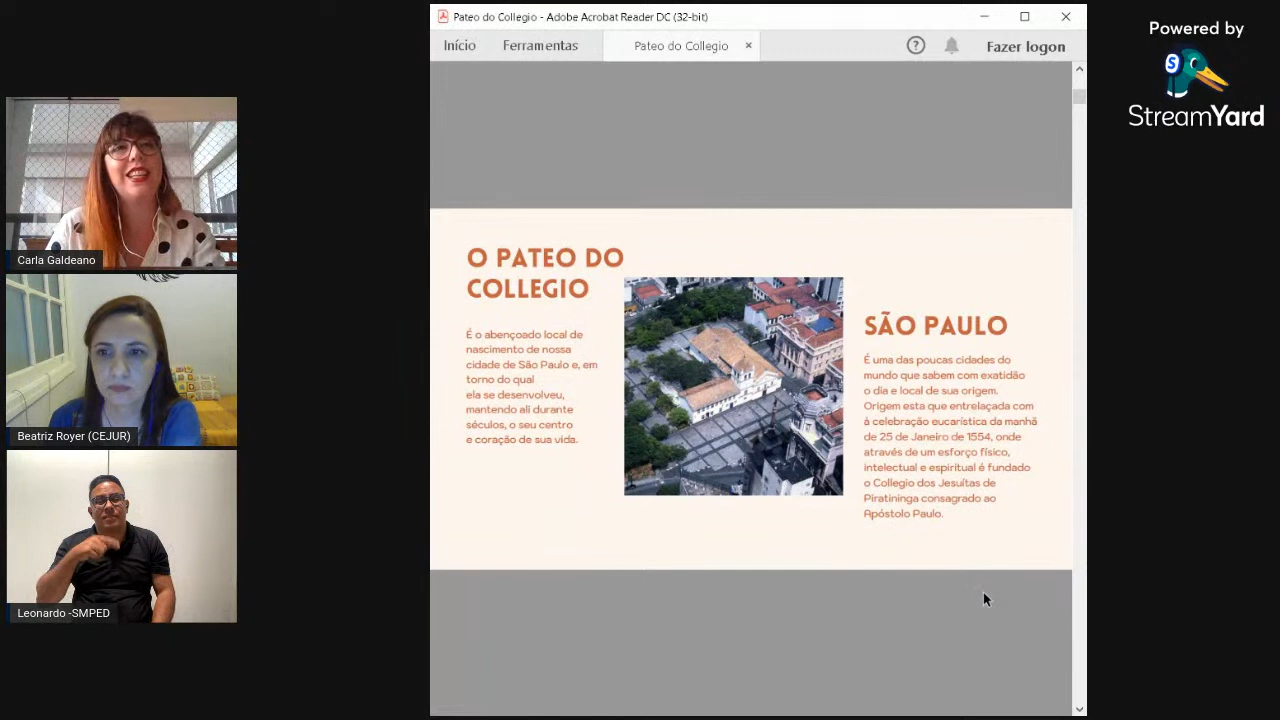 Pateo do Collegio - Adobe Acrobat Reader DC (32-bit)
Início
Ferramentas
Pateo do Collegio
Fazer logon
Powered by
StreamYard
Carla Galdeano
Beatriz Royer (CEJUR)
Leonardo -SMPED
O PATEO DO
COLLEGIO
É o abençoado local de
nascimento de nossa
cidade de São Paulo e, em
torno do qual
ela se desenvolveu,
mantendo ali durante
séculos, o seu centro
e coração de sua vida.
SÃO PAULO
É uma das poucas cidades do
mundo que sabem com exatidão
o dia e local de sua origem.
Origem esta que entrelaçada com
à celebração eucarística da manhã
de 25 de Janeiro de 1554, onde
através de um esforço físico,
intelectual e espiritual é fundado
o Collegio dos Jesuítas de
Piratininga consagrado ao
Apóstolo Paulo.